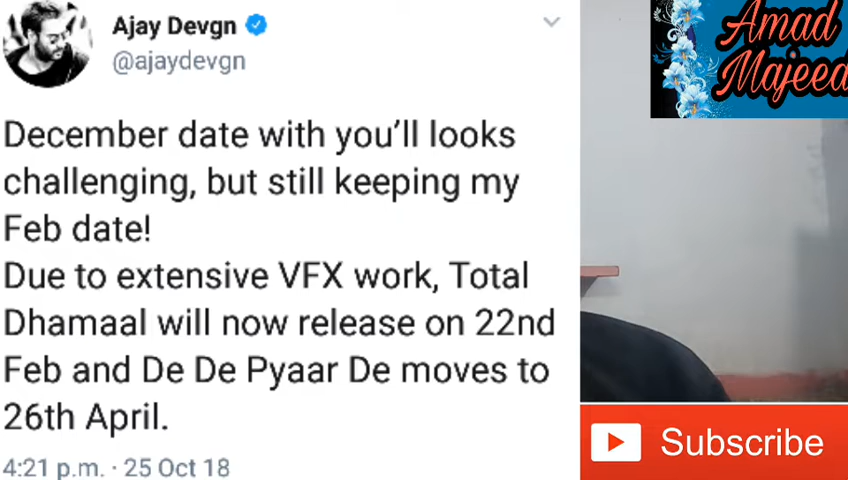 Ajay Devgn
@ajaydevgn
December date with you'll looks
challenging, but still keeping my
Feb date!
Due to extensive VFX work, Total
Dhamaal will now release on 22nd
Feb and De De Pyaar De moves to
26th April.
4:21 p.m. · 25 Oct 18
Amad
Majeed
Subscribe